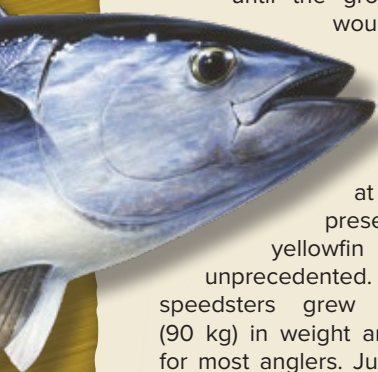 until the gro
wou
at
prese
yellowfin
unprecedented.
speedsters grew
(90 kg) in weight a
for most anglers. Ju